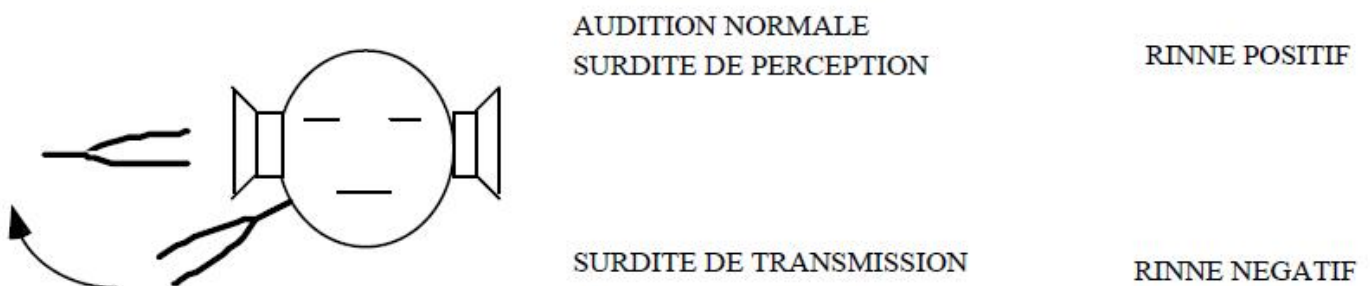 AUDITION NORMALE
SURDITE DE PERCEPTION
RINNE POSITIF
SURDITE DE TRANSMISSION
RINNE NEGATIF